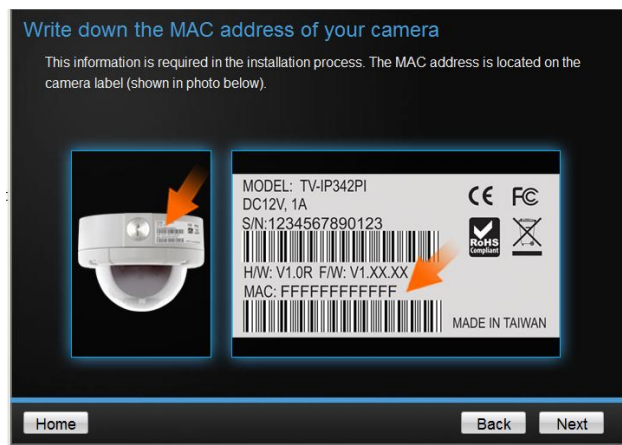 Write down the MAC address of your camera
This information is required in the installation process. The MAC address is located on the
camera label (shown in photo below).
MODEL: TV-IP342PI
DC12V, 1A
S/N:1234567890123
H/W: V1.0R F/W: V1.XX.XX
MAC: FFFFFFFFFFFF
CE FC
RoHS
Compliant
MADE IN TAIWAN
Home
Back
Next